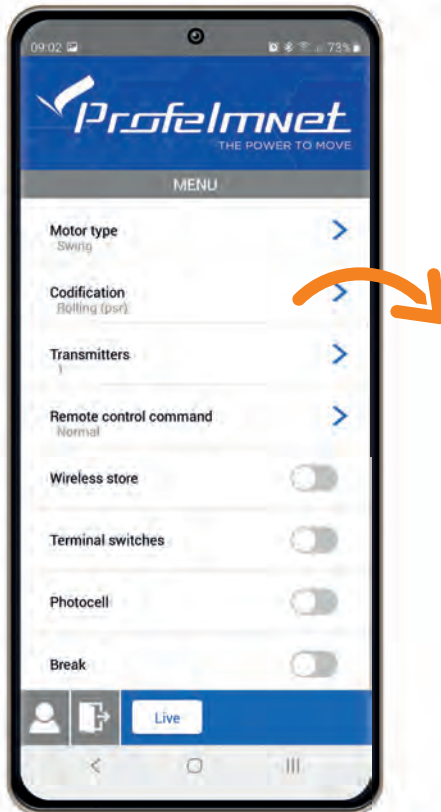 09:02
73%
Profelmnet
THE POWER TO MOVE
MENU
Motor type
Swing
Codification
Rolling (psr)
Transmitters
1
Remote control command
Normal
Wireless store
Terminal switches
Photocell
Break
Live